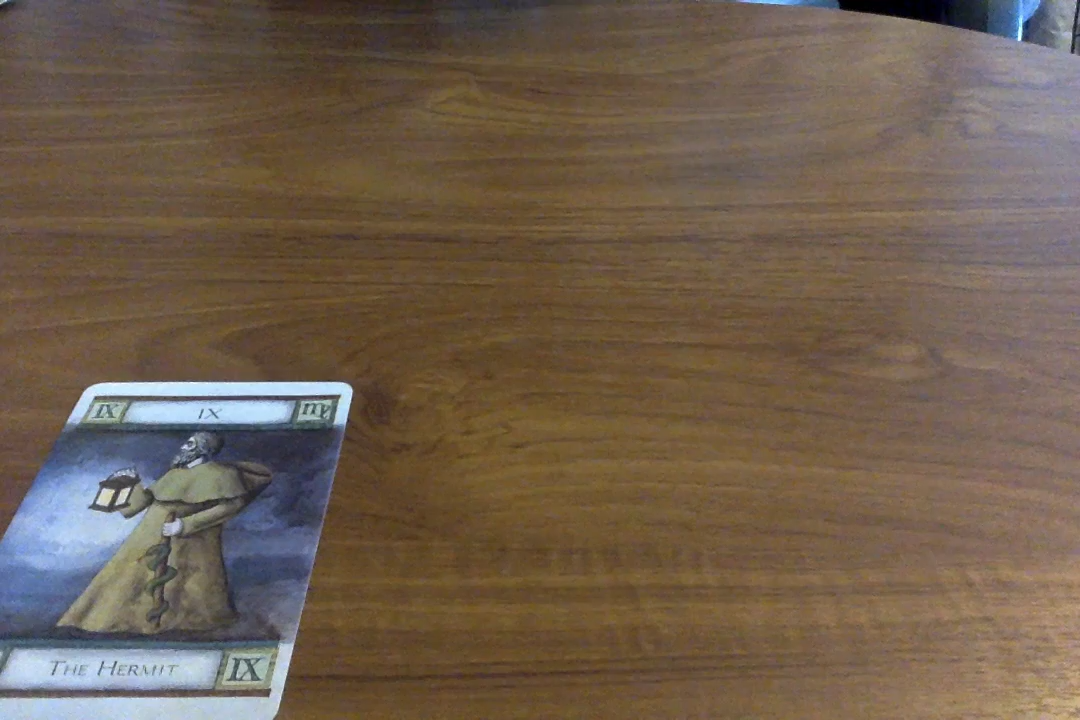 IX IX ♍
THE HERMIT IX